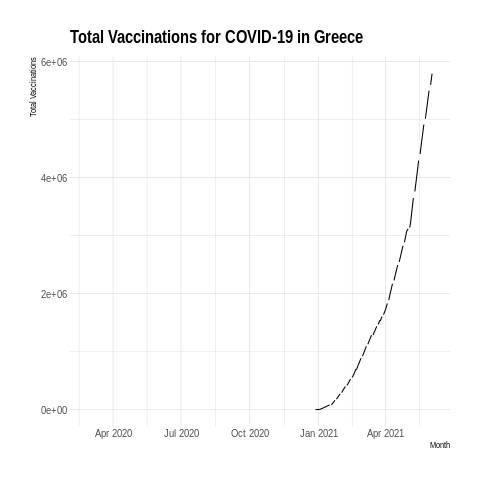 Total Vaccinations for COVID-19 in Greece
Total Vaccinations
6e+06
4e+06
2e+06
0e+00
Apr 2020 Jul 2020 Oct 2020 Jan 2021 Apr 2021
Month